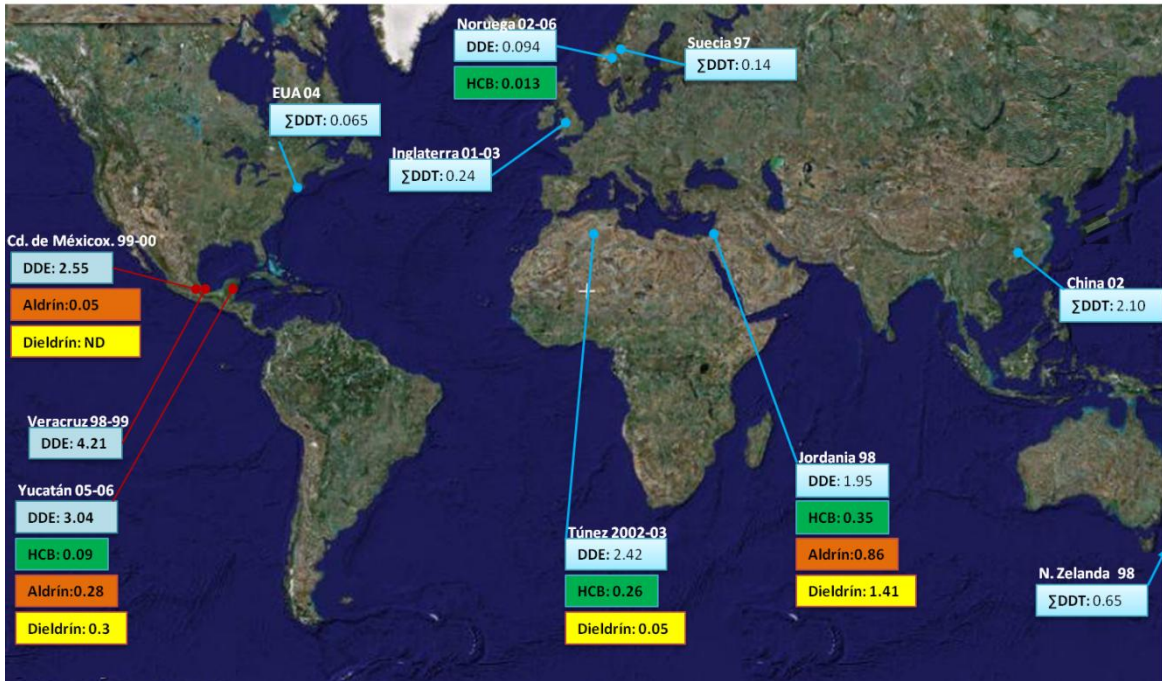 Noruega 02-06
DDE: 0.094
HCB: 0.013
Suecia 97
∑DDT: 0.14
EUA 04
∑DDT: 0.065
Inglaterra 01-03
∑DDT: 0.24
Cd. de Méxicox. 99-00
DDE: 2.55
Aldrín:0.05
Dieldrín: ND
China 02
∑DDT: 2.10
Veracruz 98-99
DDE: 4.21
Yucatán 05-06
DDE: 3.04
HCB: 0.09
Aldrín:0.28
Dieldrín: 0.3
Túnez 2002-03
DDE: 2.42
HCB: 0.26
Dieldrín: 0.05
Jordania 98
DDE: 1.95
HCB: 0.35
Aldrín:0.86
Dieldrín: 1.41
N. Zelanda 98
∑DDT: 0.65